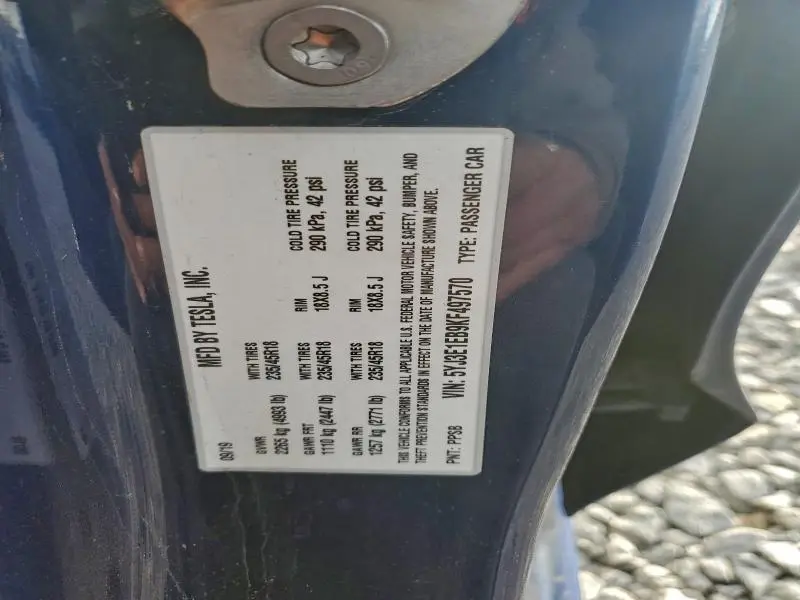 MFD BY TESLA, INC.
09/19
GVWR WITH TIRES
2265 kg (4993 lb) 235/45R18
GAWR FRT WITH TIRES RIM COLD TIRE PRESSURE
1110 kg (2447 lb) 235/45R18 18X8.5 J 290 kPa, 42 psi
GAWR RR WITH TIRES RIM COLD TIRE PRESSURE
1257 kg (2771 lb) 235/45R18 18X8.5 J 290 kPa, 42 psi
THIS VEHICLE CONFORMS TO ALL APPLICABLE U.S. FEDERAL MOTOR VEHICLE SAFETY, BUMPER, AND
THEFT PREVENTION STANDARDS IN EFFECT ON THE DATE OF MANUFACTURE SHOWN ABOVE.
PNT: PPSB VIN: 5YJ3E1EB9KF497570 TYPE: PASSENGER CAR